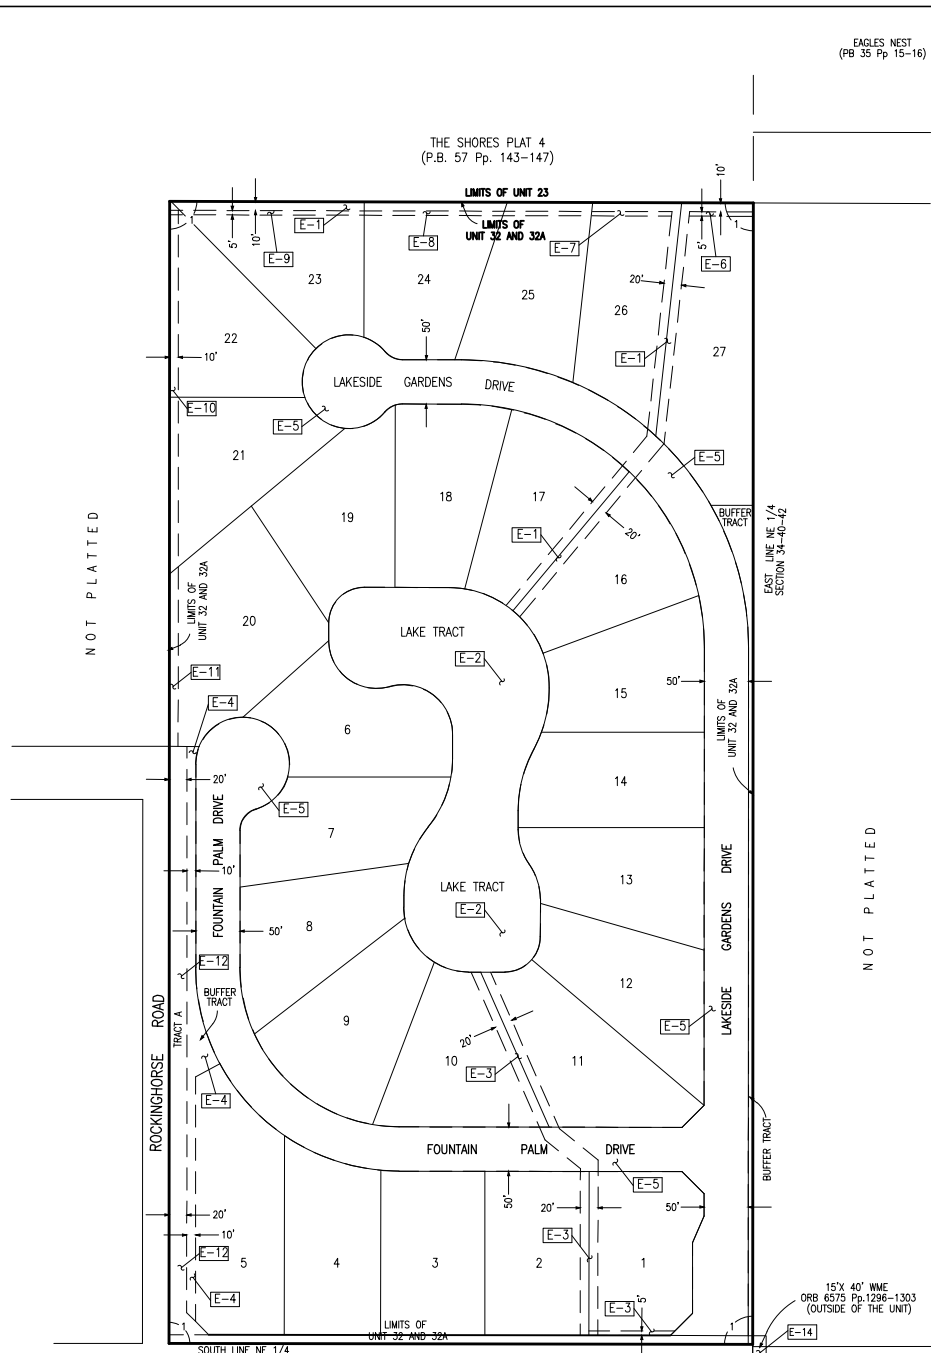 EAGLES NEST
(PB 35 Pp 15-16)
THE SHORES PLAT 4
(P.B. 57 Pp. 143-147)
LIMITS OF UNIT 23
LIMITS OF
UNIT 32 AND 32A
10'
1
5'
10'
E-1
E-9
E-8
E-7
5'
E-6
1
23
24
25
26
27
20'
22
50'
E-1
10'
LAKESIDE GARDENS DRIVE
E-10
E-5
21
E-5
18
17
19
BUFFER
TRACT
EAST LINE NE 1/4
SECTION 34-40-42
E-1
20'
NOT PLATTED
16
LIMITS OF
UNIT 32 AND 32A
20
LAKE TRACT
E-2
E-11
50'
15
LIMITS OF
UNIT 32 AND 32A
E-4
6
20'
14
E-5
FOUNTAIN PALM DRIVE
7
10'
13
LAKE TRACT
E-2
8
50'
LAKESIDE GARDENS DRIVE
NOT PLATTED
E-12
12
BUFFER
TRACT
9
E-5
ROCKINGHORSE ROAD
TRACT A
20'
10
11
E-3
E-4
FOUNTAIN PALM DRIVE
BUFFER TRACT
E-5
50'
20'
50'
20'
10'
E-3
E-12
5
4
3
2
1
E-4
15'X 40' WME
ORB 6575 Pp.1296-1303
(OUTSIDE OF THE UNIT)
5'
E-3
1
LIMITS OF
UNIT 32 AND 32A
1
E-14
SOUTH LINE NE 1/4